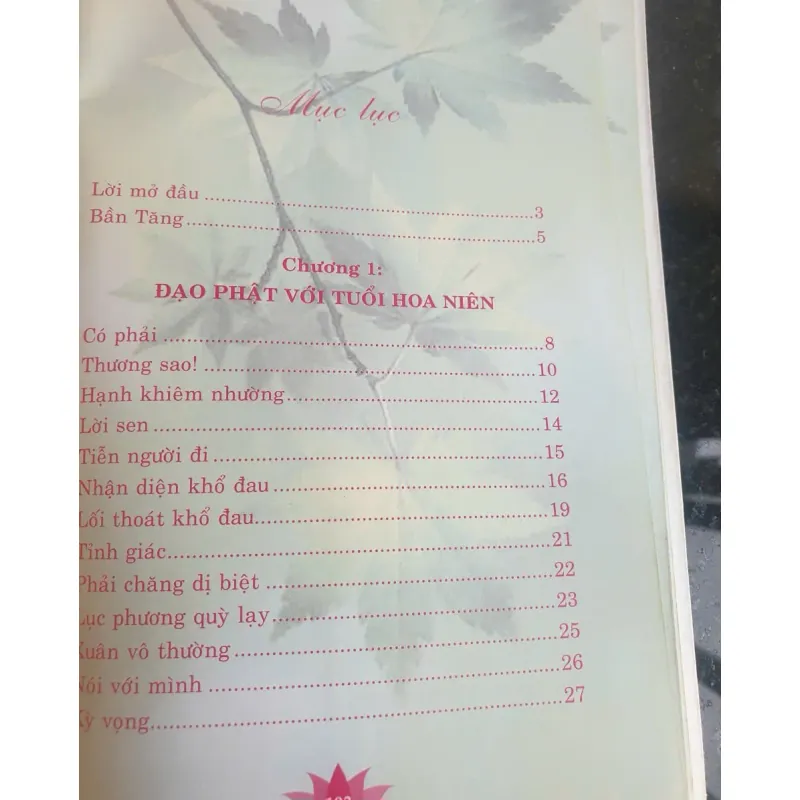 Mục lục
Lời mở đầu ........................................................3
Bần Tăng............................................................5
Chương 1:
ĐẠO PHẬT VỚI TUỔI HOA NIÊN
Có phải ..............................................................8
Thương sao! ......................................................10
Hạnh khiêm nhường..........................................12
Lời sen ..............................................................14
Tiễn người đi .....................................................15
Nhận diện khổ đau ............................................16
Lối thoát khổ đau...............................................19
Tỉnh giác............................................................21
Phải chăng dị biệt ..............................................22
Lục phương quỳ lạy............................................23
Xuân vô thường .................................................25
Nói với mình ......................................................26
Kỳ vọng..............................................................27